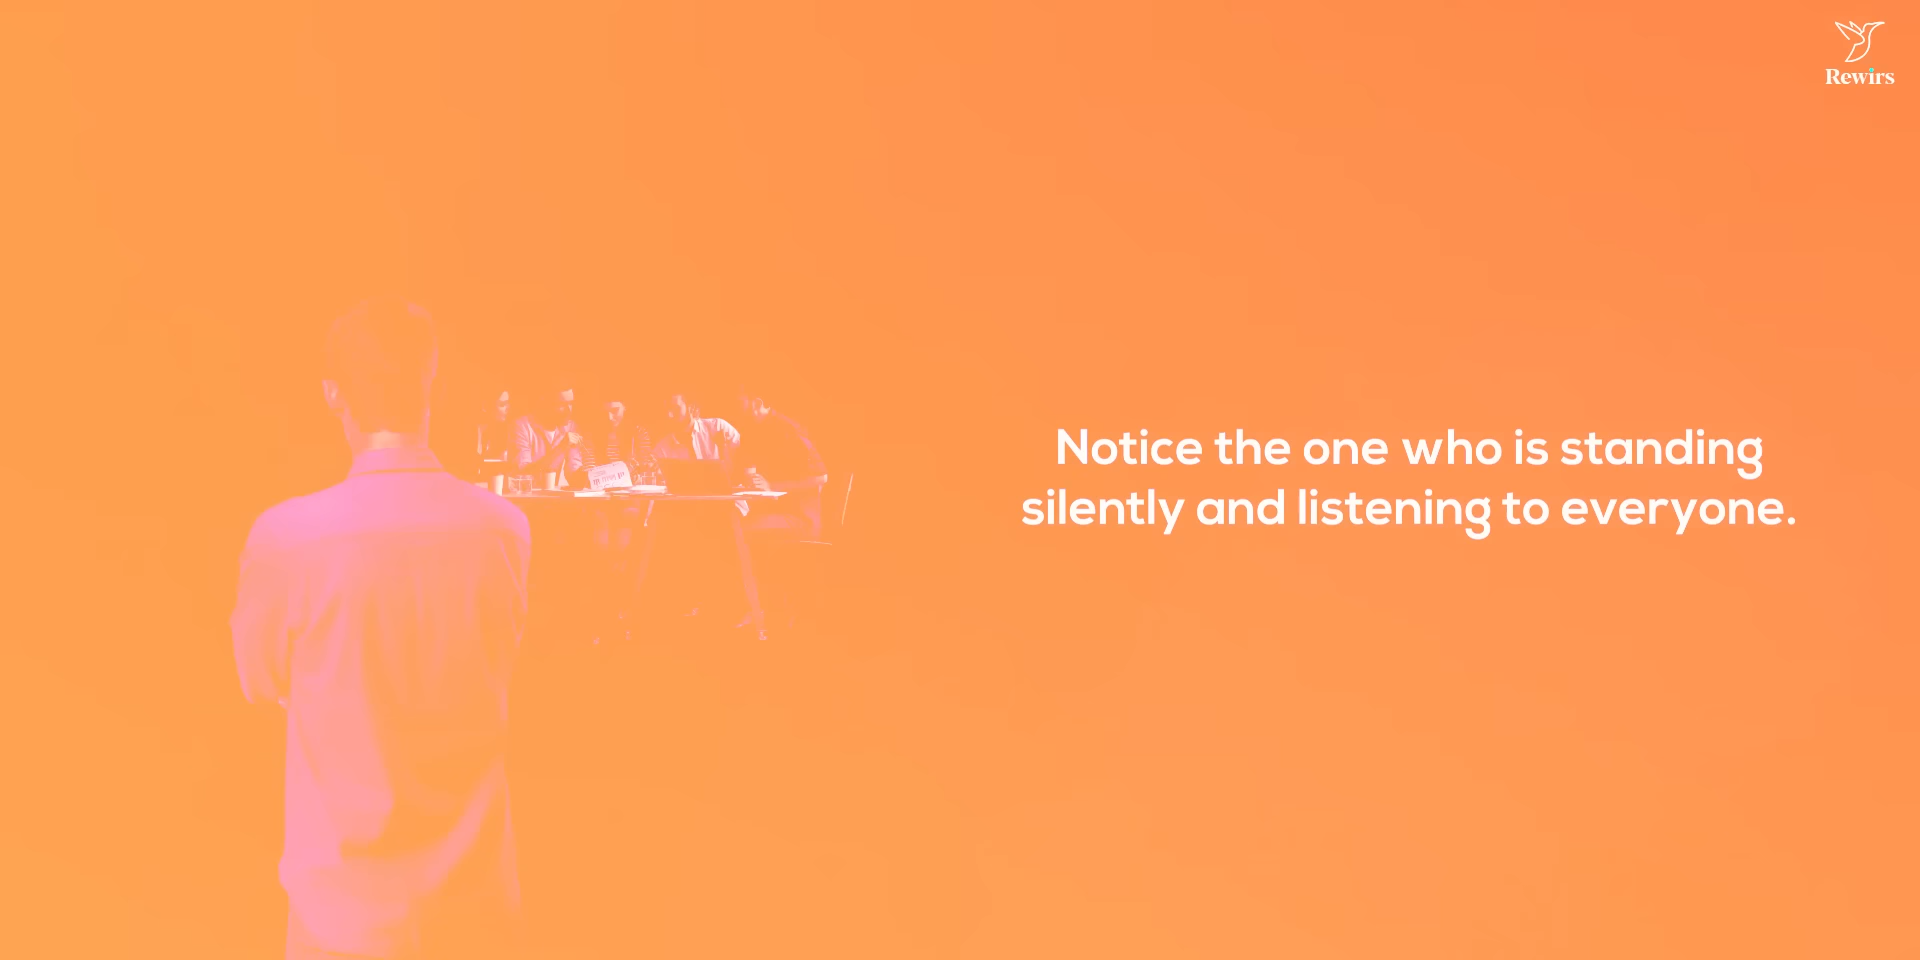 Rewirs
Notice the one who is standing
silently and listening to everyone.